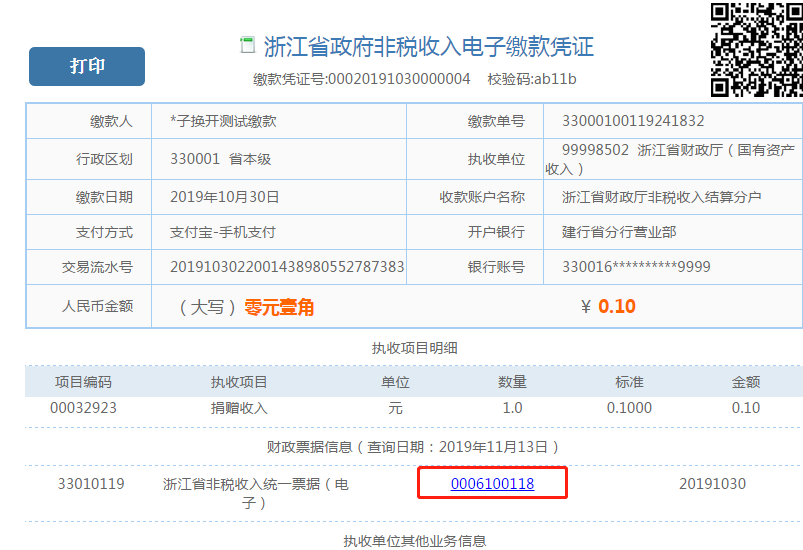 打印
浙江省政府非税收入电子缴款凭证
缴款凭证号:00020191030000004 校验码:ab11b
缴款人 *子换开测试缴款 缴款单号 33000100119241832
行政区划 330001 省本级 执收单位 99998502 浙江省财政厅（国有资产
收入）
缴款日期 2019年10月30日 收款账户名称 浙江省财政厅非税收入结算分户
支付方式 支付宝-手机支付 开户银行 建行省分行营业部
交易流水号 2019103022001438980552787383 银行账号 330016**********9999
人民币金额 （大写）零元壹角 ¥ 0.10
执收项目明细
项目编码 执收项目 单位 数量 标准 金额
00032923 捐赠收入 元 1.0 0.1000 0.10
财政票据信息（查询日期：2019年11月13日）
33010119 浙江省非税收入统一票据（电 0006100118 20191030
子）
执收单位其他业务信息